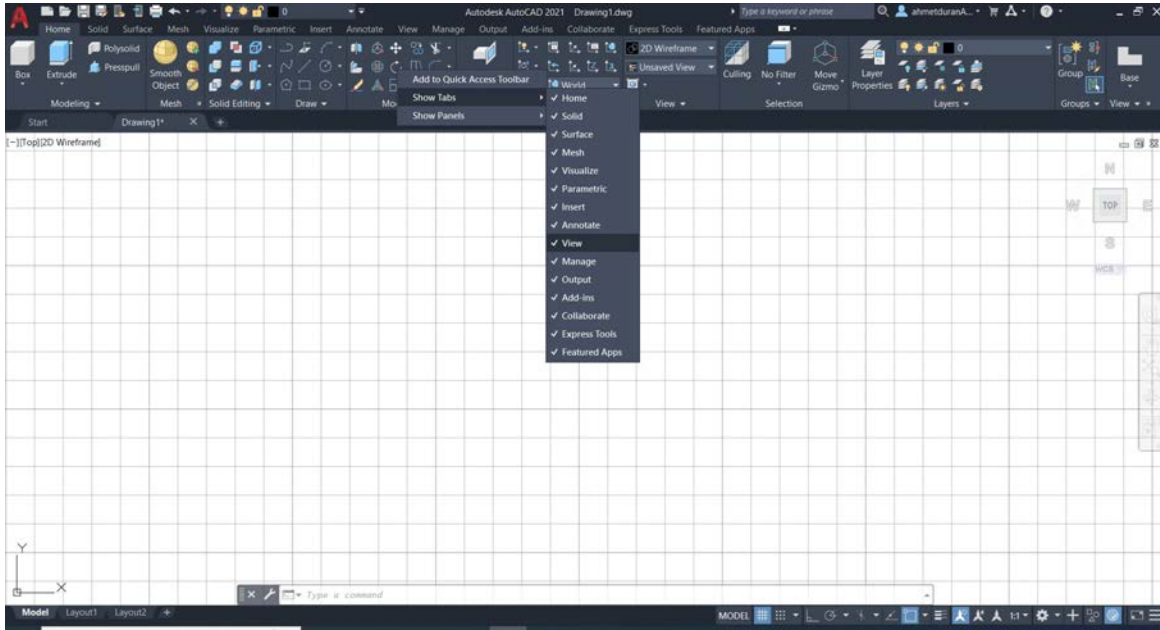 0
Autodesk AutoCAD 2021 Drawing1.dwg
Type a keyword or phrase
ahmetduranA...
Home Solid Surface Mesh Visualize Parametric Insert Annotate View Manage Output Add-ins Collaborate Express Tools Featured Apps
Box
Extrude
Polysolid
Presspull
Smooth
Object
2D Wireframe
Unsaved View
World
Culling
No Filter
Move
Gizmo
Layer
Properties
0
Group
Base
Modeling
Mesh
Solid Editing
Draw
View
Selection
Layers
Groups
View
Add to Quick Access Toolbar
Show Tabs
Show Panels
Home
Solid
Surface
Mesh
Visualize
Parametric
Insert
Annotate
View
Manage
Output
Add-ins
Collaborate
Express Tools
Featured Apps
Start
Drawing1*
[-][Top][2D Wireframe]
N
W TOP E
S
WCS
Y
X
Type a command
Model Layout1 Layout2
MODEL
1:1